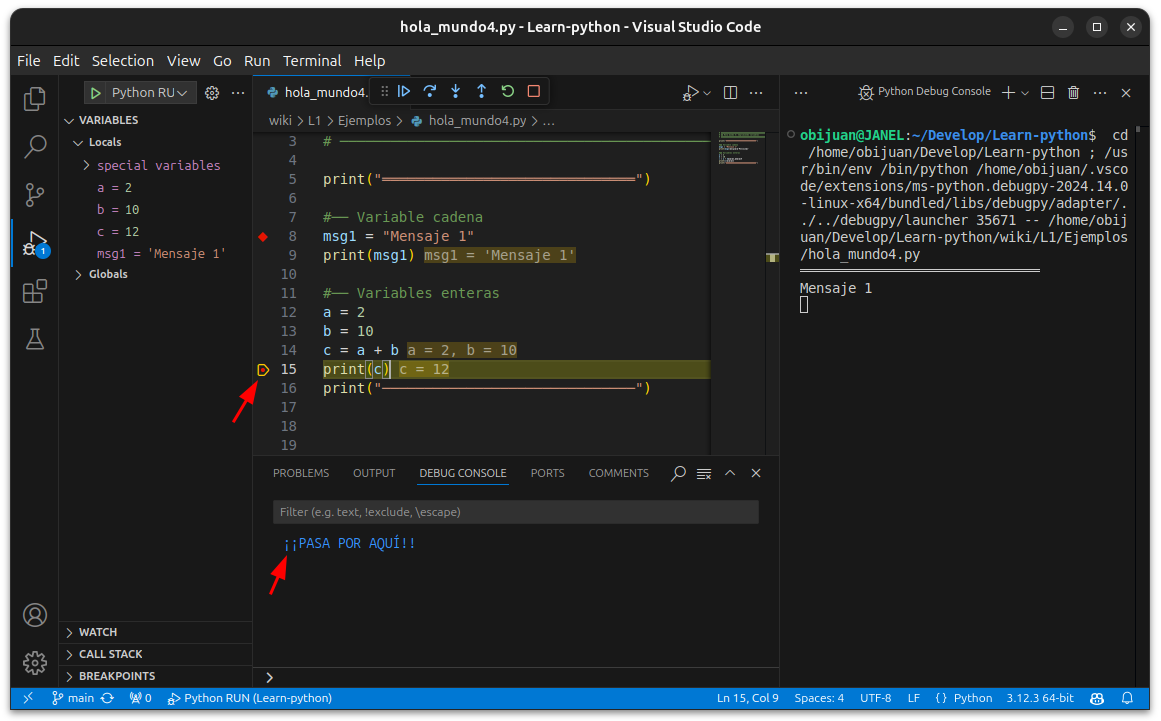 hola_mundo4.py - Learn-python - Visual Studio Code
File Edit Selection View Go Run Terminal Help
Python RU
hola_mundo4.
Python Debug Console
VARIABLES
Locals
special variables
a = 2
b = 10
c = 12
msg1 = 'Mensaje 1'
Globals
wiki > L1 > Ejemplos > hola_mundo4.py > ...
3 # ────────────────────────────────
4
5 print("══════════════════════════════")
6
7 #── Variable cadena
8 msg1 = "Mensaje 1"
9 print(msg1) msg1 = 'Mensaje 1'
10
11 #── Variables enteras
12 a = 2
13 b = 10
14 c = a + b a = 2, b = 10
15 print(c) c = 12
16 print("──────────────────────────────")
17
18
19
obijuan@JANEL:~/Develop/Learn-python$ cd
/home/obijuan/Develop/Learn-python ; /us
r/bin/env /bin/python /home/obijuan/.vsco
de/extensions/ms-python.debugpy-2024.14.0
-linux-x64/bundled/libs/debugpy/adapter/.
./../debugpy/launcher 35671 -- /home/obij
uan/Develop/Learn-python/wiki/L1/Ejemplos
/hola_mundo4.py
══════════════════════════════
Mensaje 1
PROBLEMS OUTPUT DEBUG CONSOLE PORTS COMMENTS
Filter (e.g. text, !exclude, \escape)
¡¡PASA POR AQUÍ!!
1
WATCH
CALL STACK
BREAKPOINTS
main 0 Python RUN (Learn-python) Ln 15, Col 9 Spaces: 4 UTF-8 LF {} Python 3.12.3 64-bit